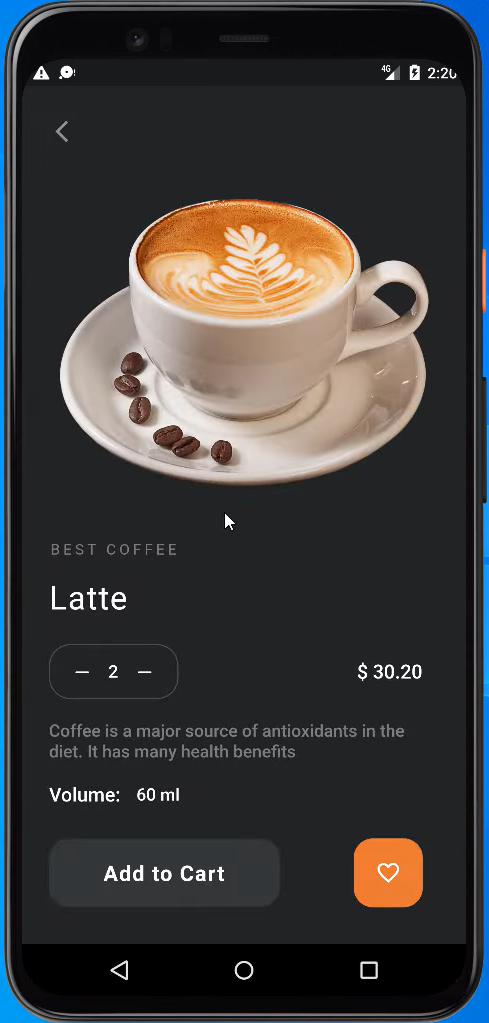 4G 2:20
BEST COFFEE
Latte
— 2 —
$ 30.20
Coffee is a major source of antioxidants in the
diet. It has many health benefits
Volume: 60 ml
Add to Cart